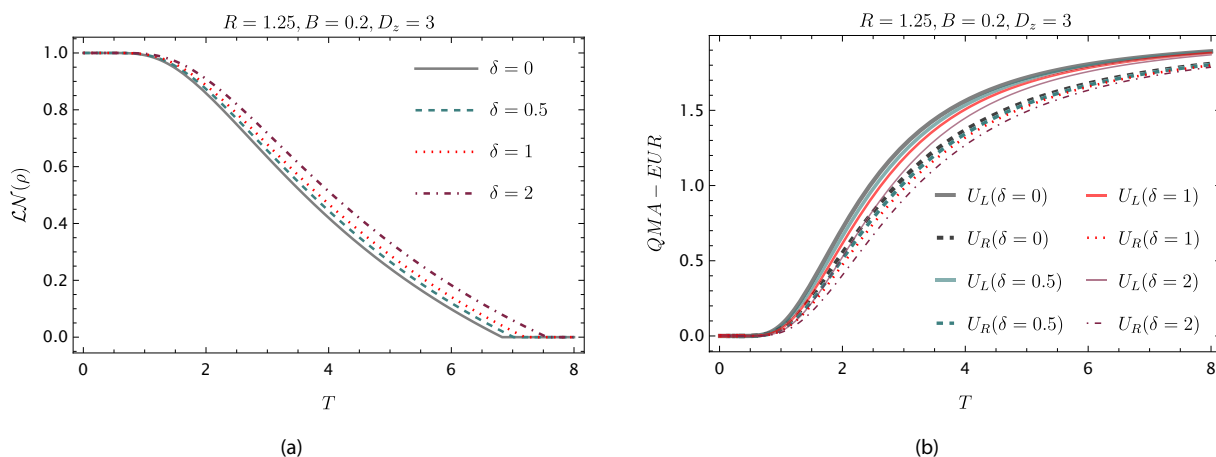 R = 1.25, B = 0.2, D_z = 3
1.0
0.8
0.6
0.4
0.2
0.0
ℒ𝒩(ρ)
δ = 0
δ = 0.5
δ = 1
δ = 2
0 2 4 6 8
T
(a)
R = 1.25, B = 0.2, D_z = 3
1.5
1.0
0.5
0.0
QMA − EUR
U_L(δ = 0) U_L(δ = 1)
U_R(δ = 0) U_R(δ = 1)
U_L(δ = 0.5) U_L(δ = 2)
U_R(δ = 0.5) U_R(δ = 2)
0 2 4 6 8
T
(b)